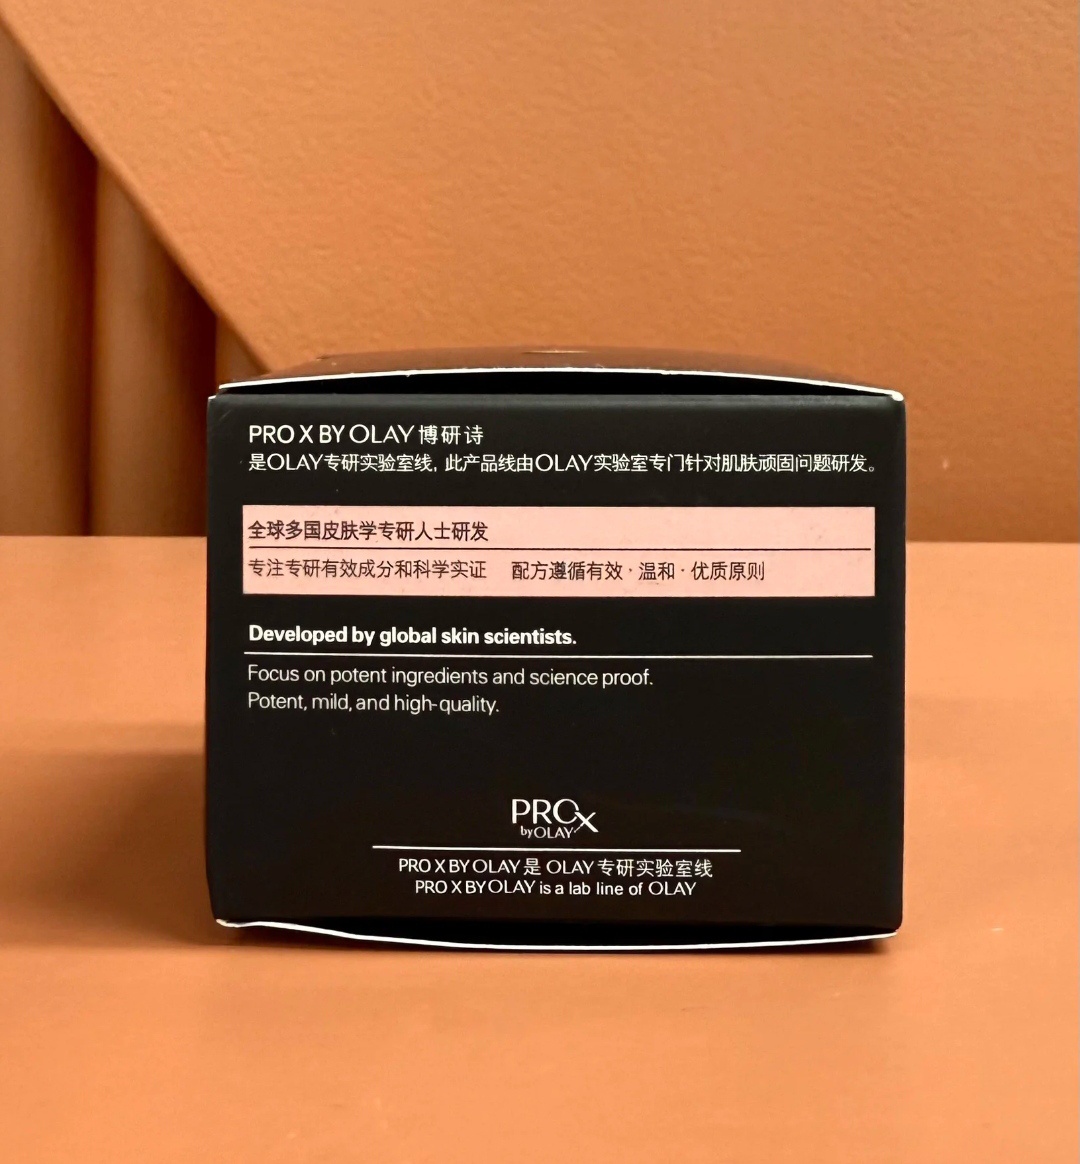 PRO X BY OLAY 博研诗
是OLAY专研实验室线, 此产品线由OLAY实验室专门针对肌肤顽固问题研发。
全球多国皮肤学专研人士研发
专注专研有效成分和科学实证 配方遵循有效·温和·优质原则
Developed by global skin scientists.
Focus on potent ingredients and science proof.
Potent, mild, and high-quality.
PROX
by OLAY
PRO X BY OLAY 是 OLAY 专研实验室线
PRO X BY OLAY is a lab line of OLAY